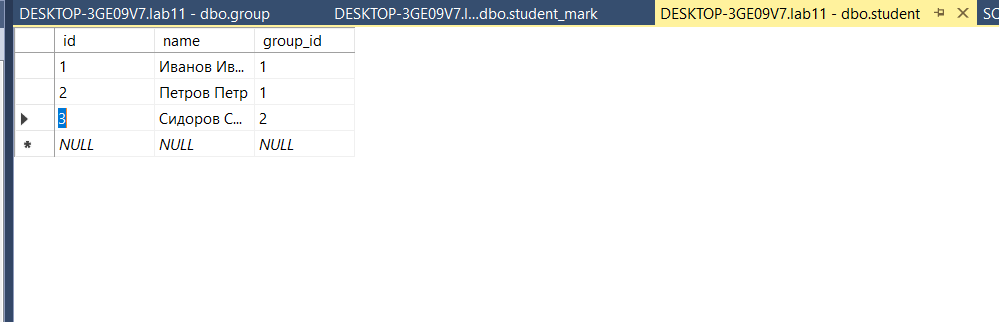 DESKTOP-3GE09V7.lab11 - dbo.group DESKTOP-3GE09V7.l...dbo.student_mark DESKTOP-3GE09V7.lab11 - dbo.student SC
id name group_id
1 Иванов Ив... 1
2 Петров Петр 1
3 Сидоров С... 2
* NULL NULL NULL